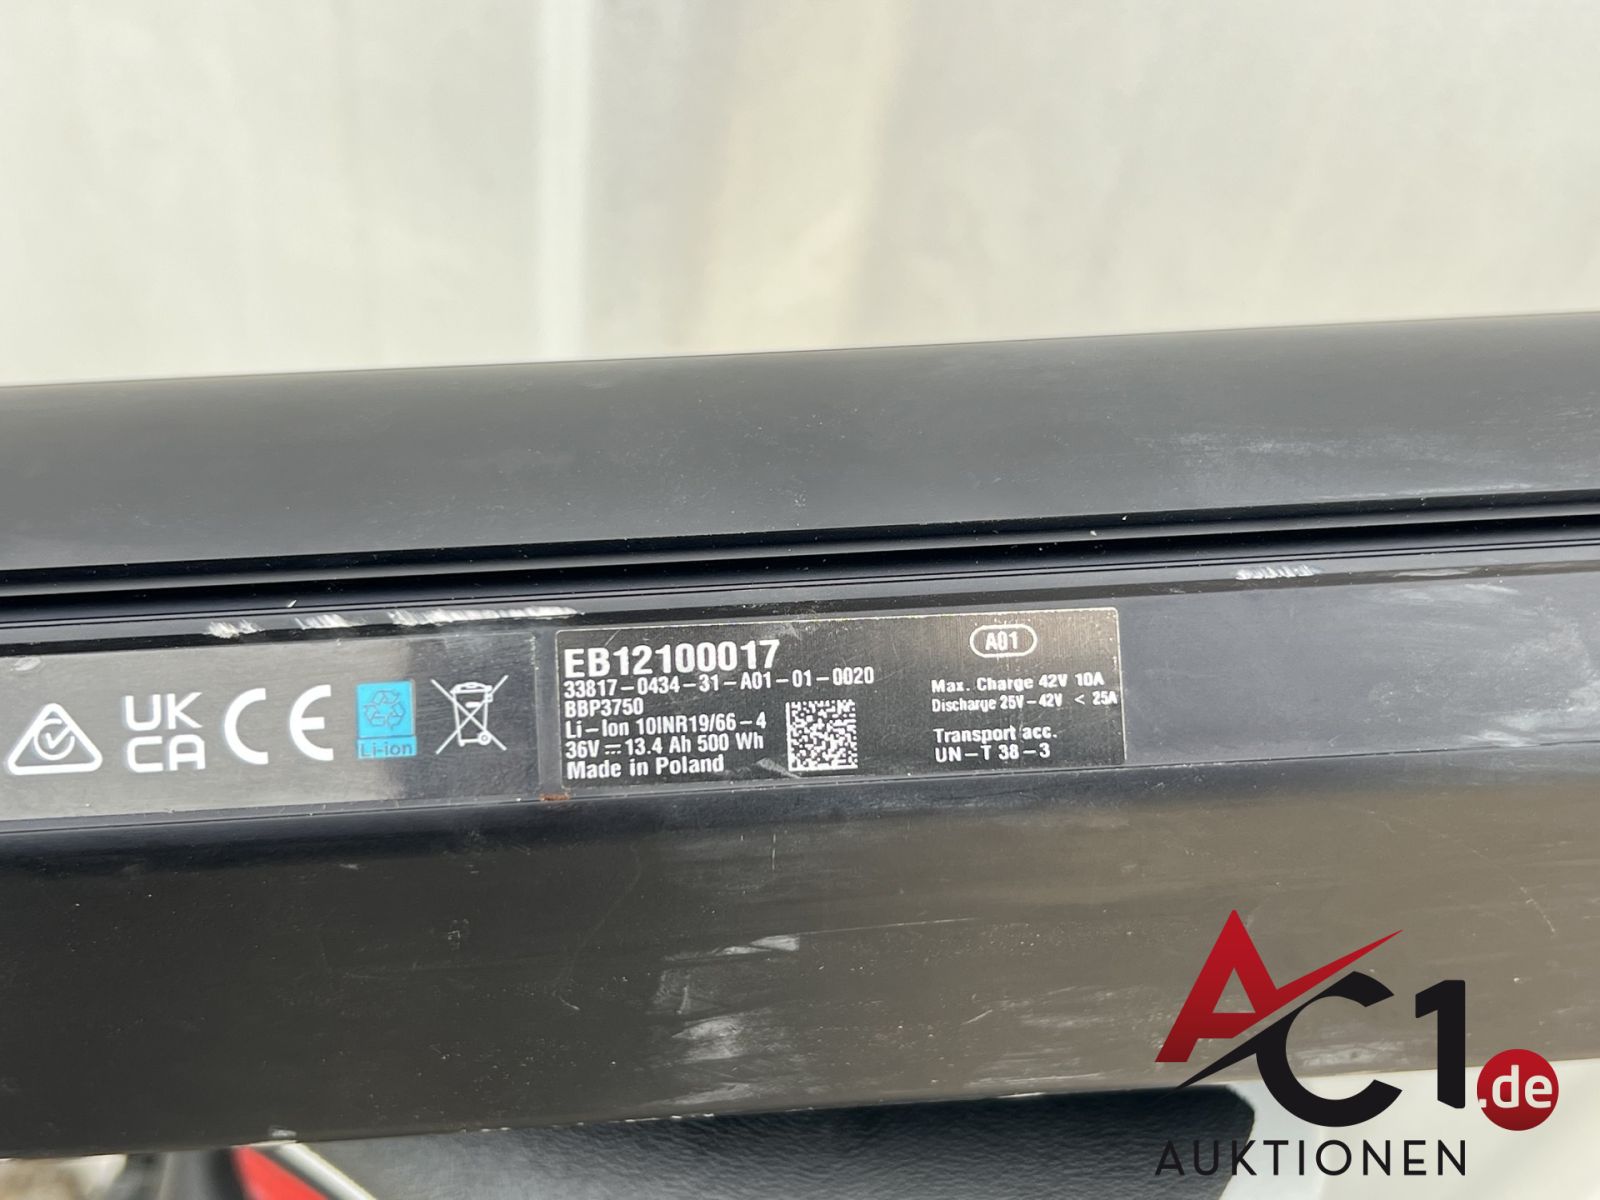 UK
CA
CE
Li-ion
EB12100017
33817-0434-31-A01-01-0020
BBP3750
Li-Ion 10INR19/66-4
36V⎓13.4 Ah 500 Wh
Made in Poland
A01
Max. Charge 42V 10A
Discharge 25V-42V < 25A
Transport acc.
UN-T 38-3
AC1.de
AUKTIONEN